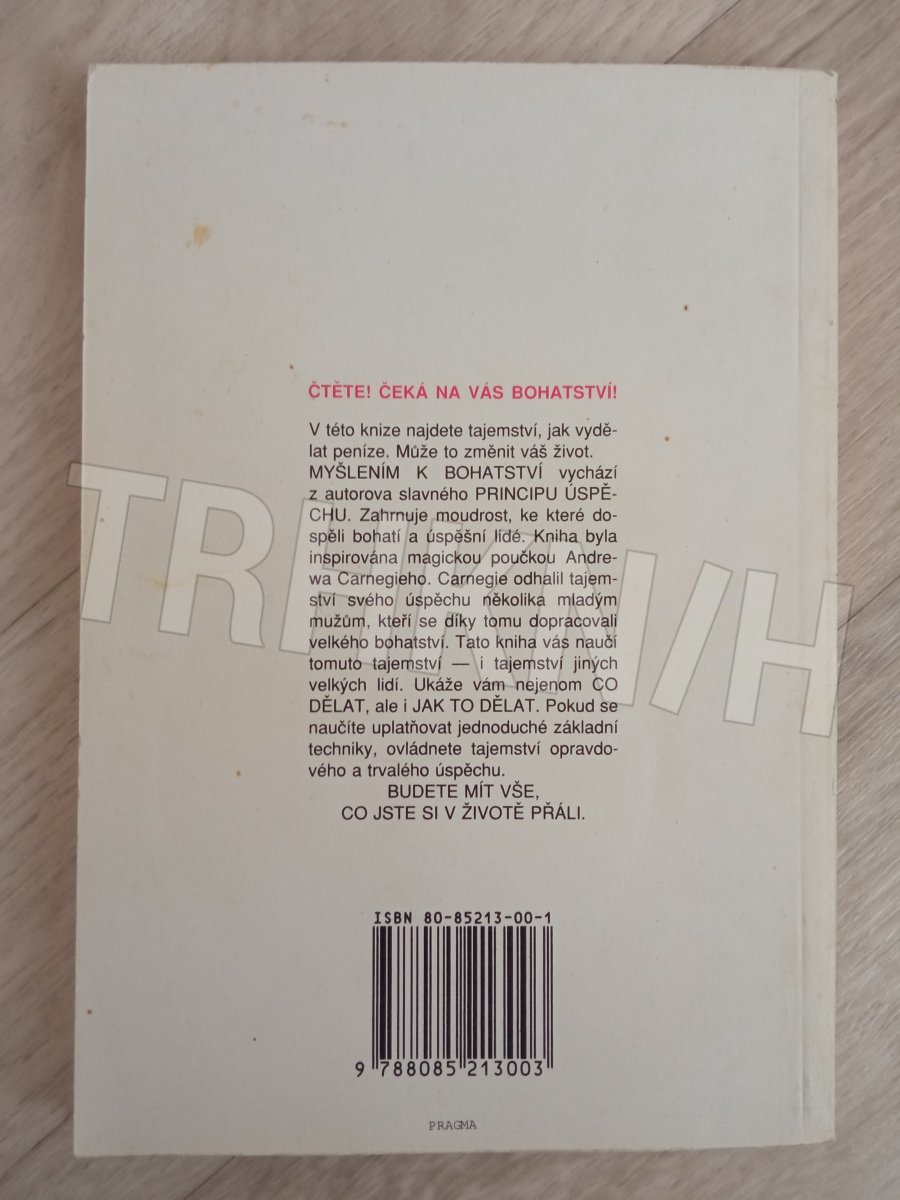 ČTĚTE! ČEKÁ NA VÁS BOHATSTVÍ!
V této knize najdete tajemství, jak vydě-
lat peníze. Může to změnit váš život.
MYŠLENÍM K BOHATSTVÍ vychází
z autorova slavného PRINCIPU ÚSPĚ-
CHU. Zahrnuje moudrost, ke které do-
spěli bohatí a úspěšní lidé. Kniha byla
inspirována magickou poučkou Andre-
wa Carnegieho. Carnegie odhalil tajem-
ství svého úspěchu několika mladým
mužům, kteří se díky tomu dopracovali
velkého bohatství. Tato kniha vás naučí
tomuto tajemství — i tajemství jiných
velkých lidí. Ukáže vám nejenom CO
DĚLAT, ale i JAK TO DĚLAT. Pokud se
naučíte uplatňovat jednoduché základní
techniky, ovládnete tajemství opravdo-
vého a trvalého úspěchu.
BUDETE MÍT VŠE,
CO JSTE SI V ŽIVOTĚ PŘÁLI.
ISBN 80-85213-00-1
9 788085 213003
PRAGMA
TRHKNIH